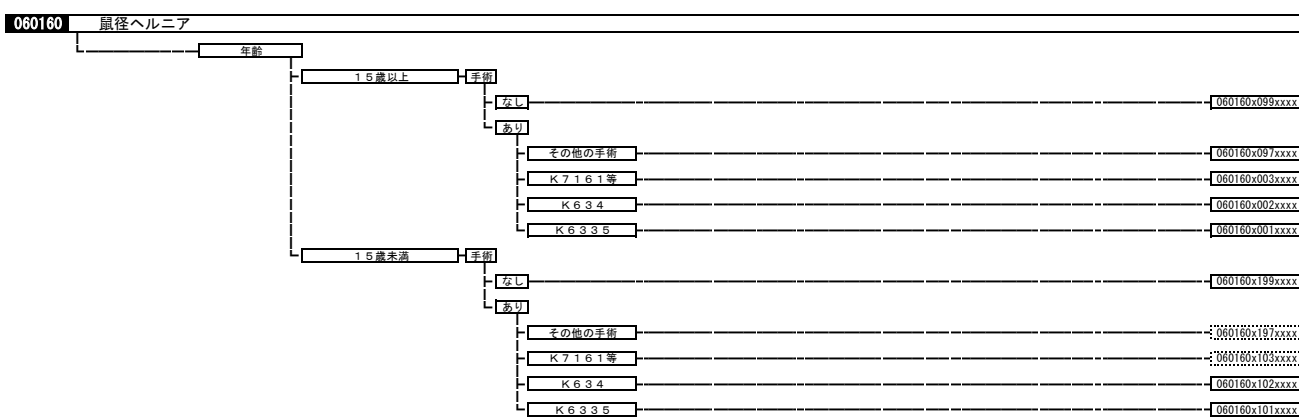 060160 鼠径ヘルニア
年齢
15歳以上 手術
なし 060160x099xxxx
あり
その他の手術 060160x097xxxx
K7161等 060160x003xxxx
K634 060160x002xxxx
K6335 060160x001xxxx
15歳未満 手術
なし 060160x199xxxx
あり
その他の手術 060160x197xxxx
K7161等 060160x103xxxx
K634 060160x102xxxx
K6335 060160x101xxxx